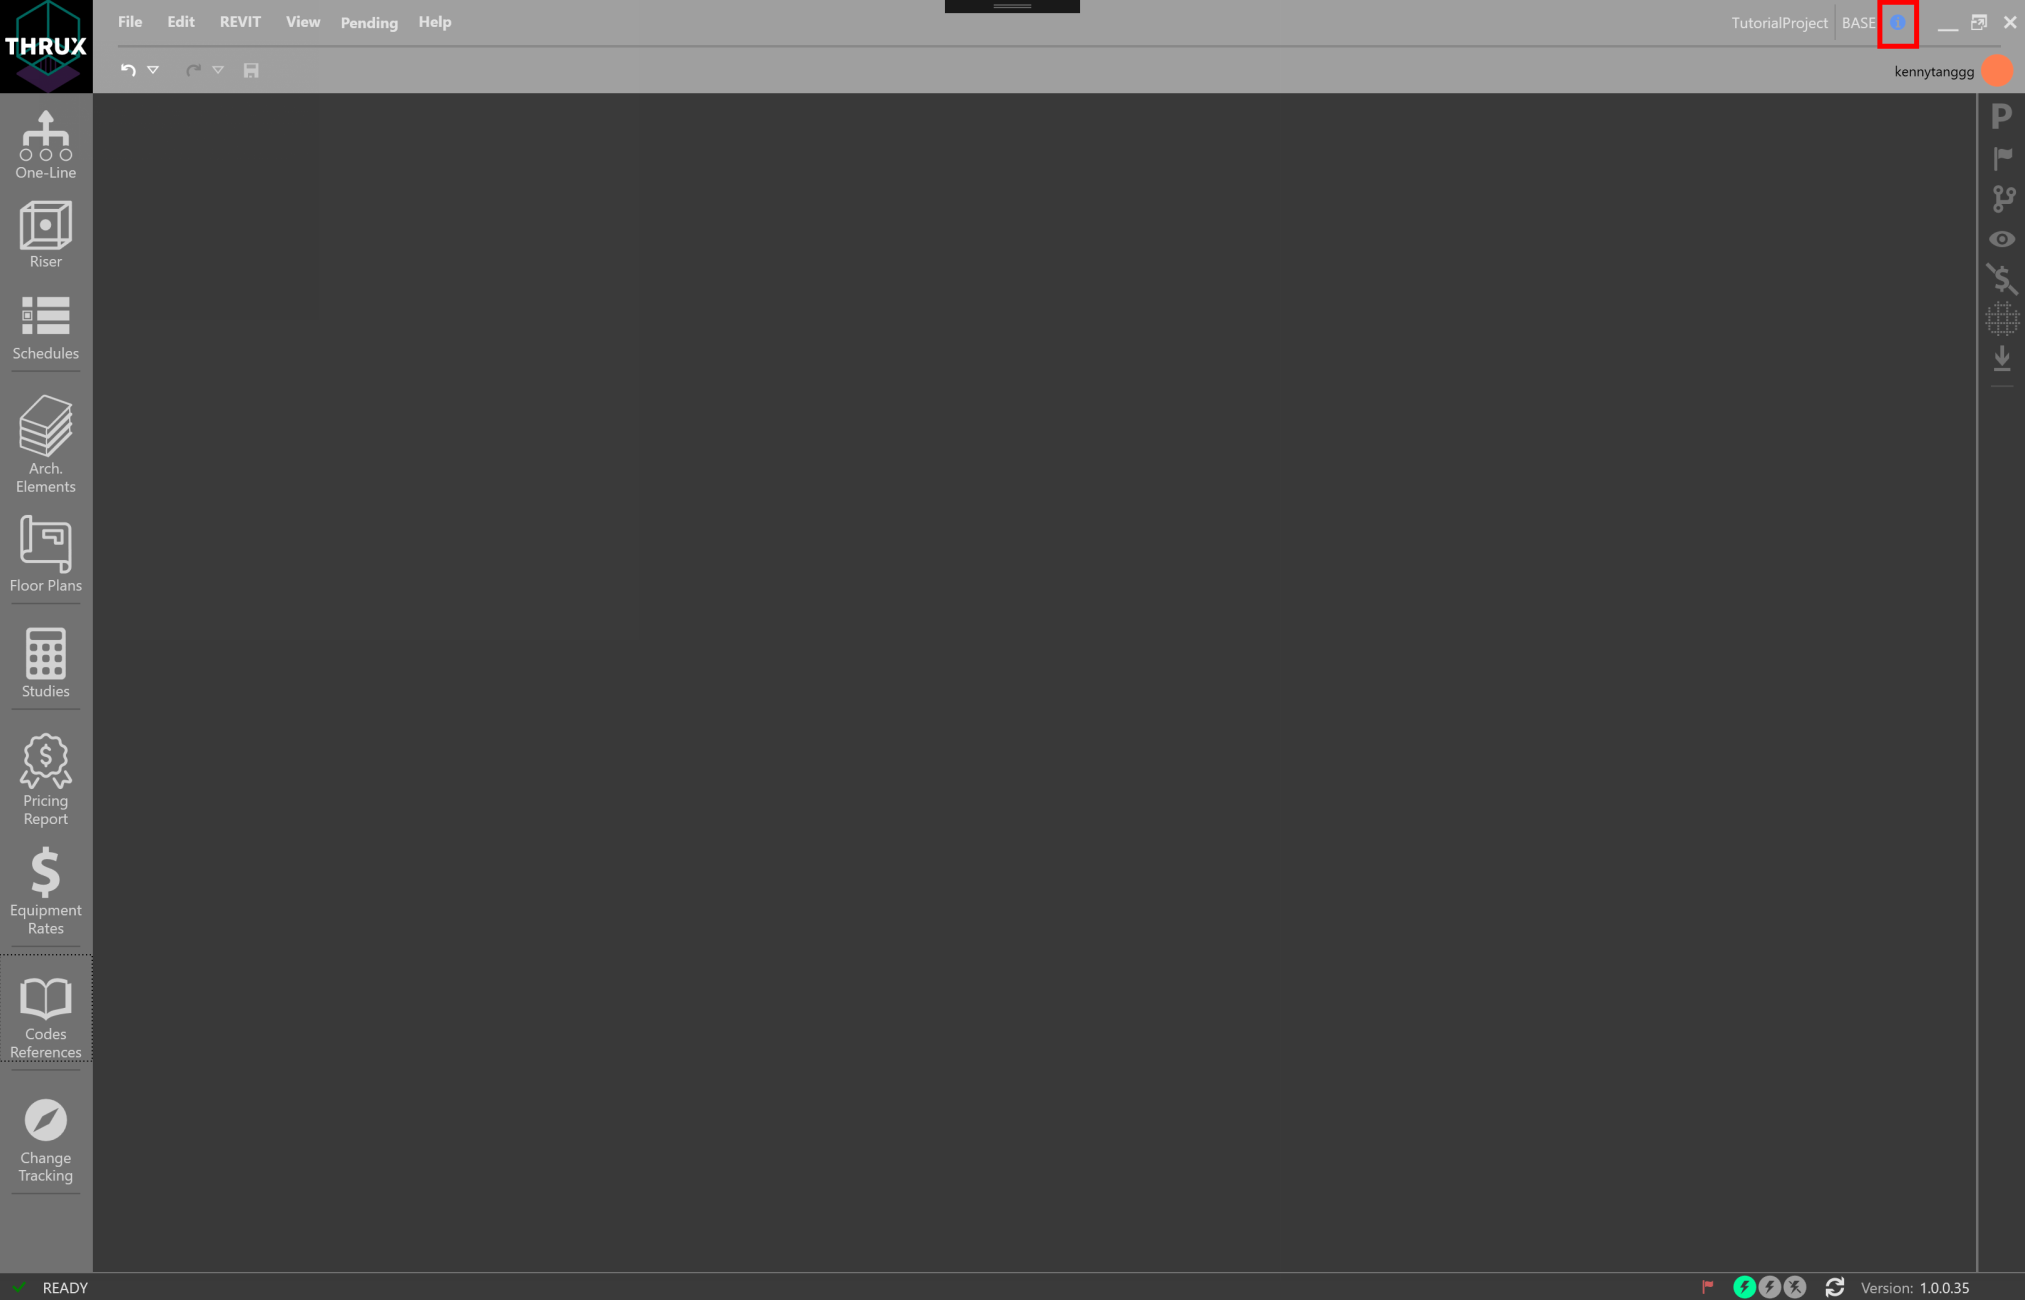 THRUX
File Edit REVIT View Pending Help
TutorialProject BASE
kennytanggg
P
One-Line
Riser
Schedules
Arch.
Elements
Floor Plans
Studies
Pricing
Report
Equipment
Rates
Codes
References
Change
Tracking
READY
Version: 1.0.0.35